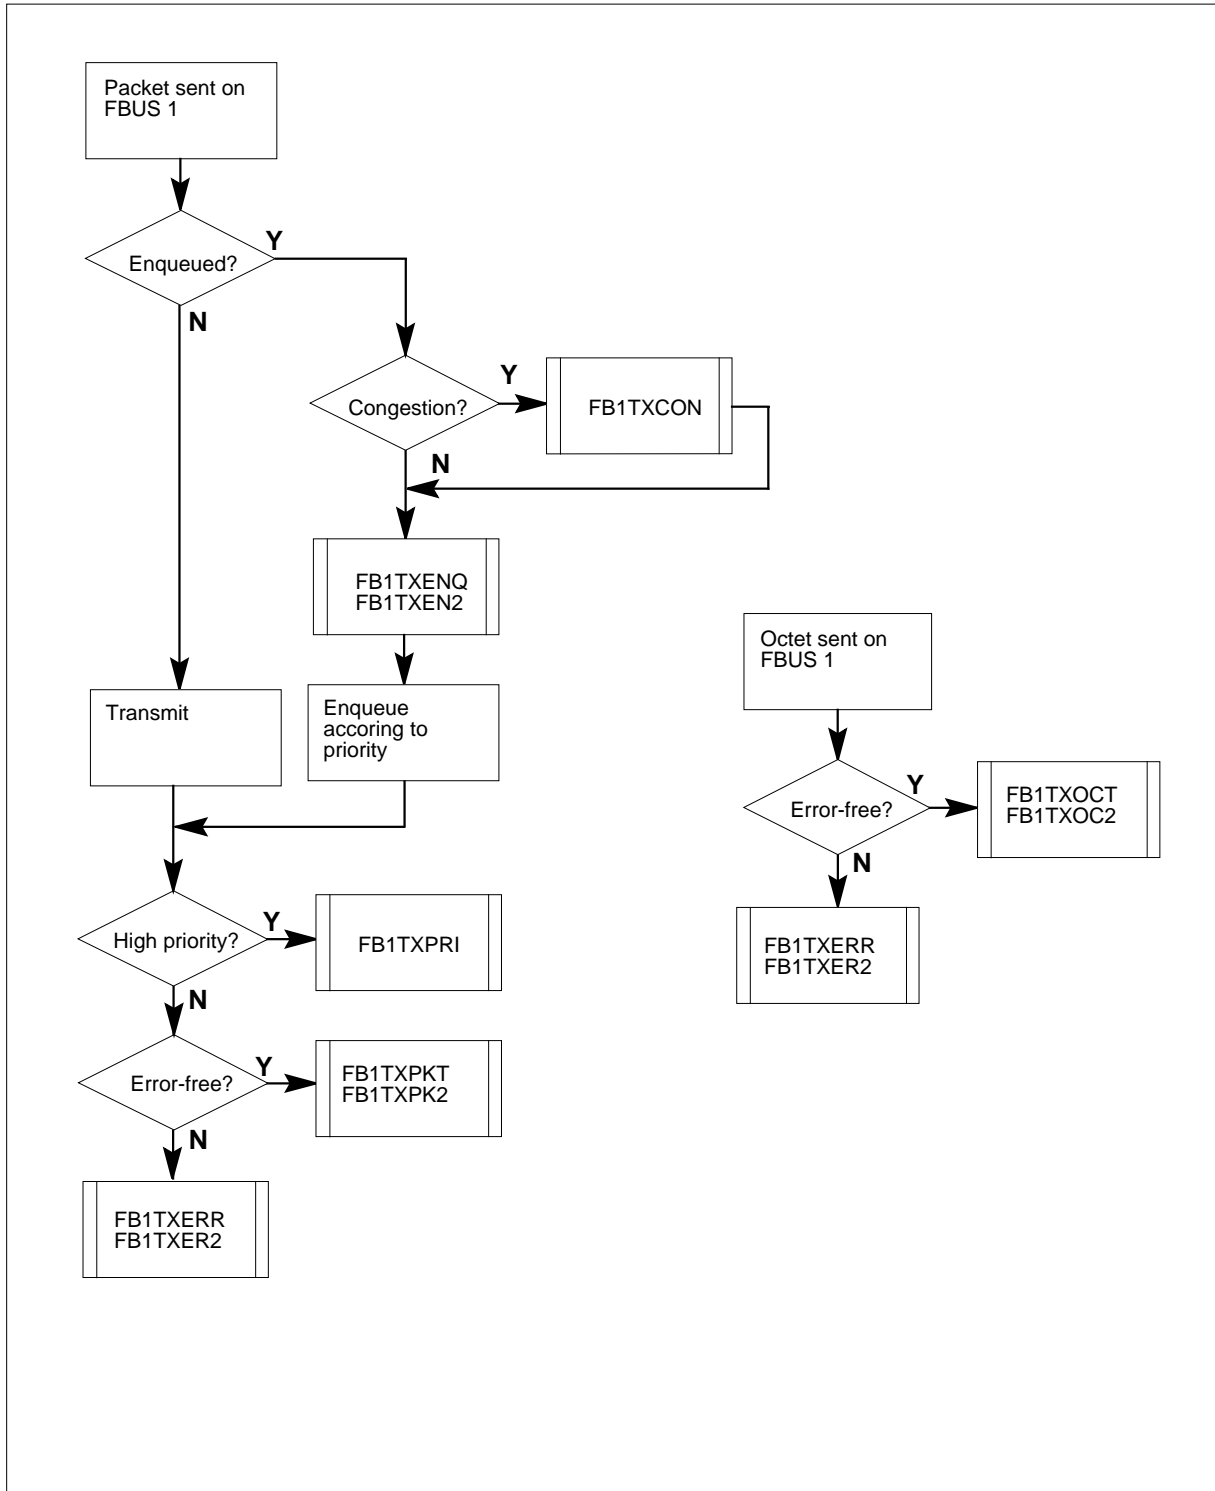 Packet sent on
FBUS 1
Enqueued?
Y
N
Congestion?
Y
N
FB1TXCON
FB1TXENQ
FB1TXEN2
Transmit
Enqueue
accoring to
priority
High priority?
Y
N
FB1TXPRI
Error-free?
Y
N
FB1TXPKT
FB1TXPK2
FB1TXERR
FB1TXER2
Octet sent on
FBUS 1
Error-free?
Y
N
FB1TXOCT
FB1TXOC2
FB1TXERR
FB1TXER2